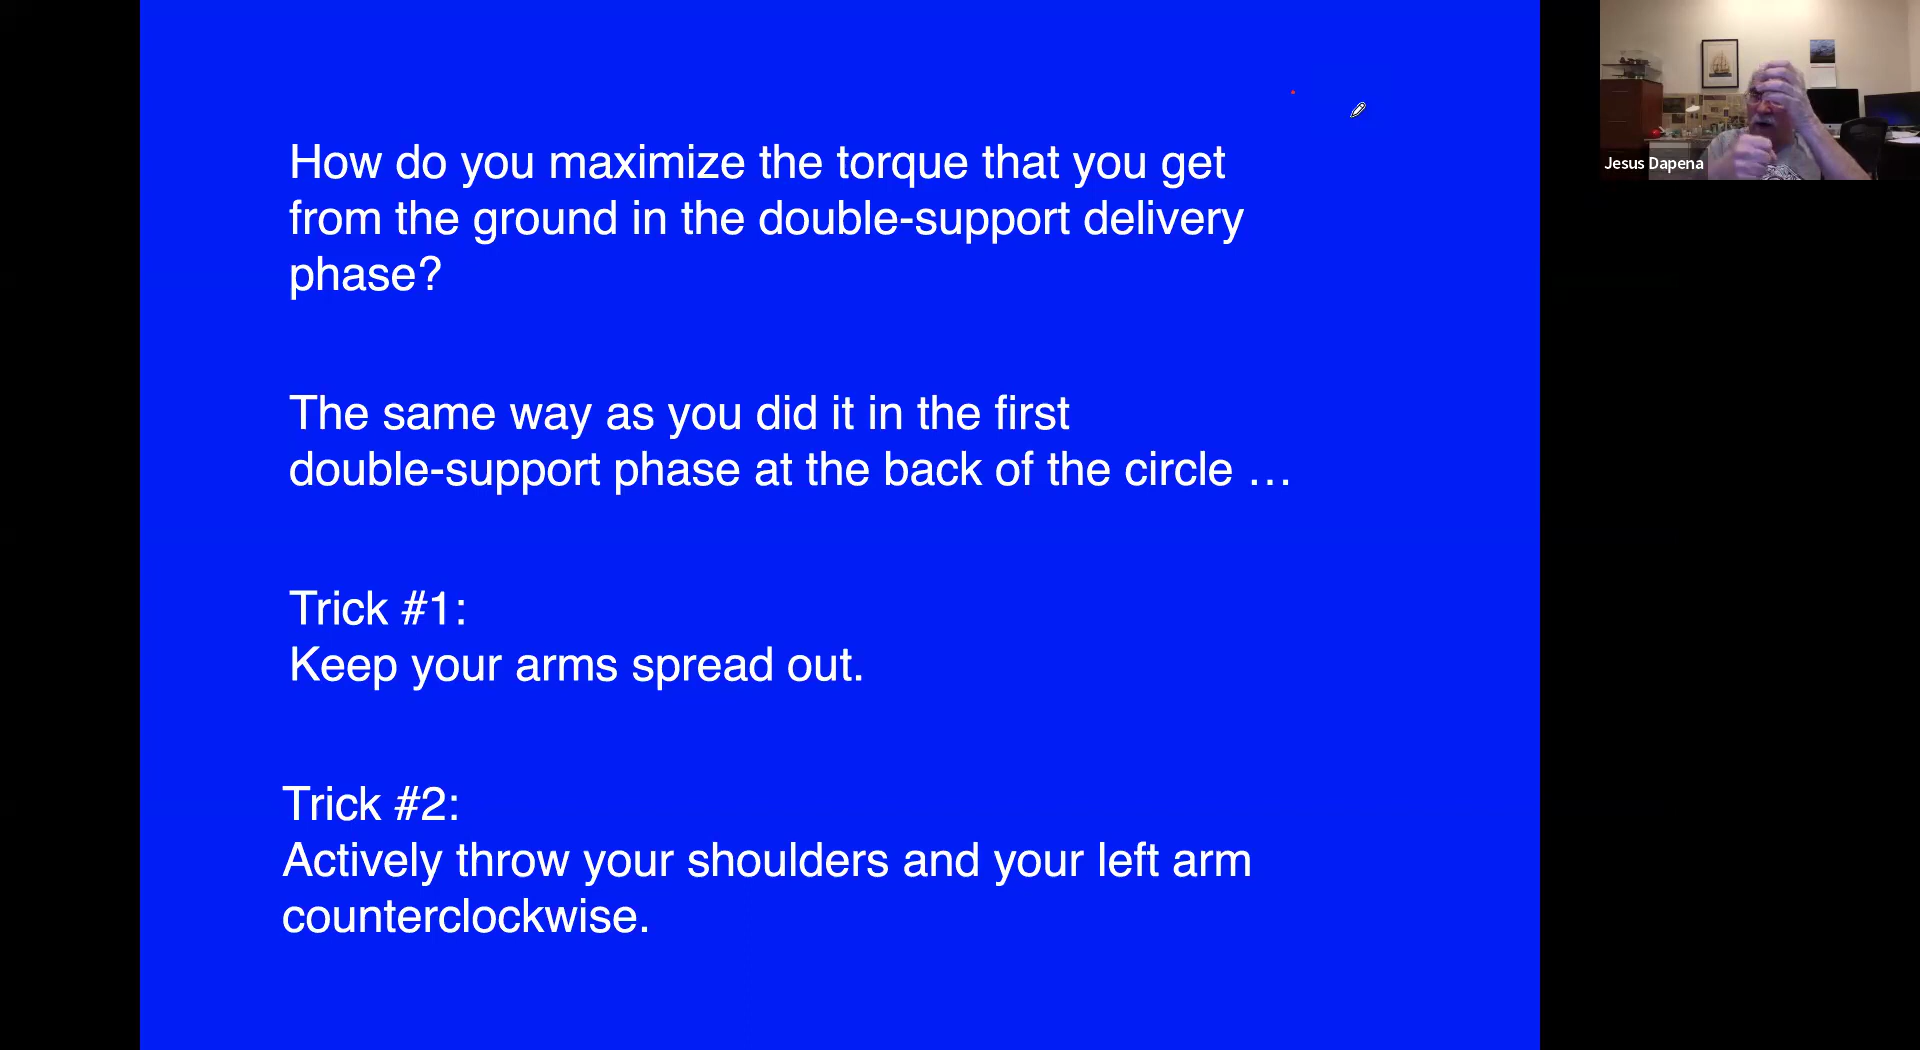 How do you maximize the torque that you get
from the ground in the double-support delivery
phase?
The same way as you did it in the first
double-support phase at the back of the circle …
Trick #1:
Keep your arms spread out.
Trick #2:
Actively throw your shoulders and your left arm
counterclockwise.
Jesus Dapena